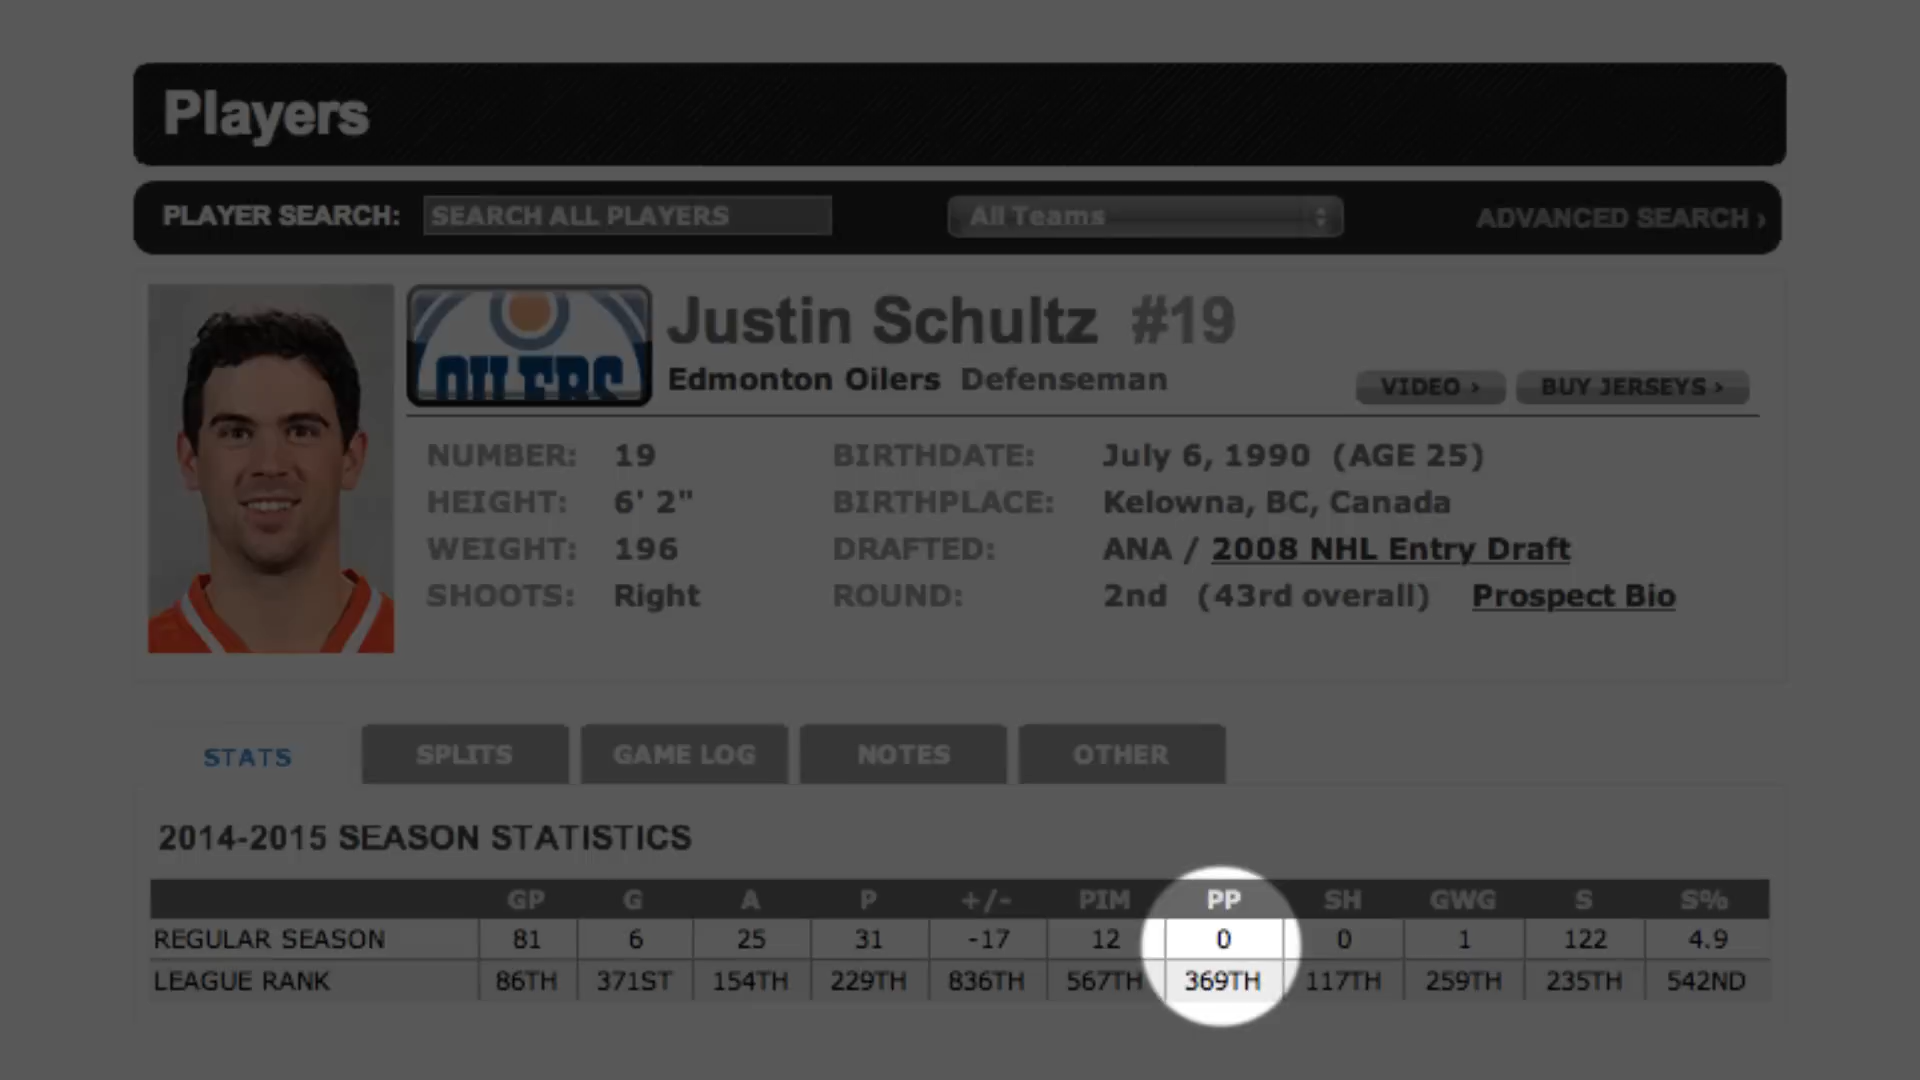 Players
PLAYER SEARCH: SEARCH ALL PLAYERS All Teams ADVANCED SEARCH ›
OILERS
Justin Schultz #19
Edmonton Oilers Defenseman
VIDEO › BUY JERSEYS ›
NUMBER: 19 BIRTHDATE: July 6, 1990 (AGE 25)
HEIGHT: 6' 2" BIRTHPLACE: Kelowna, BC, Canada
WEIGHT: 196 DRAFTED: ANA / 2008 NHL Entry Draft
SHOOTS: Right ROUND: 2nd (43rd overall) Prospect Bio
STATS SPLITS GAME LOG NOTES OTHER
2014-2015 SEASON STATISTICS
GP G A P +/- PIM PP SH GWG S S%
REGULAR SEASON 81 6 25 31 -17 12 0 0 1 122 4.9
LEAGUE RANK 86TH 371ST 154TH 229TH 836TH 567TH 369TH 117TH 259TH 235TH 542ND